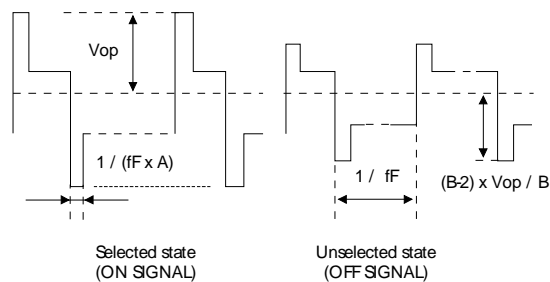 Vop
1 / (fF x A)
1 / fF
(B-2) x Vop / B
Selected state
(ON SIGNAL)
Unselected state
(OFF SIGNAL)